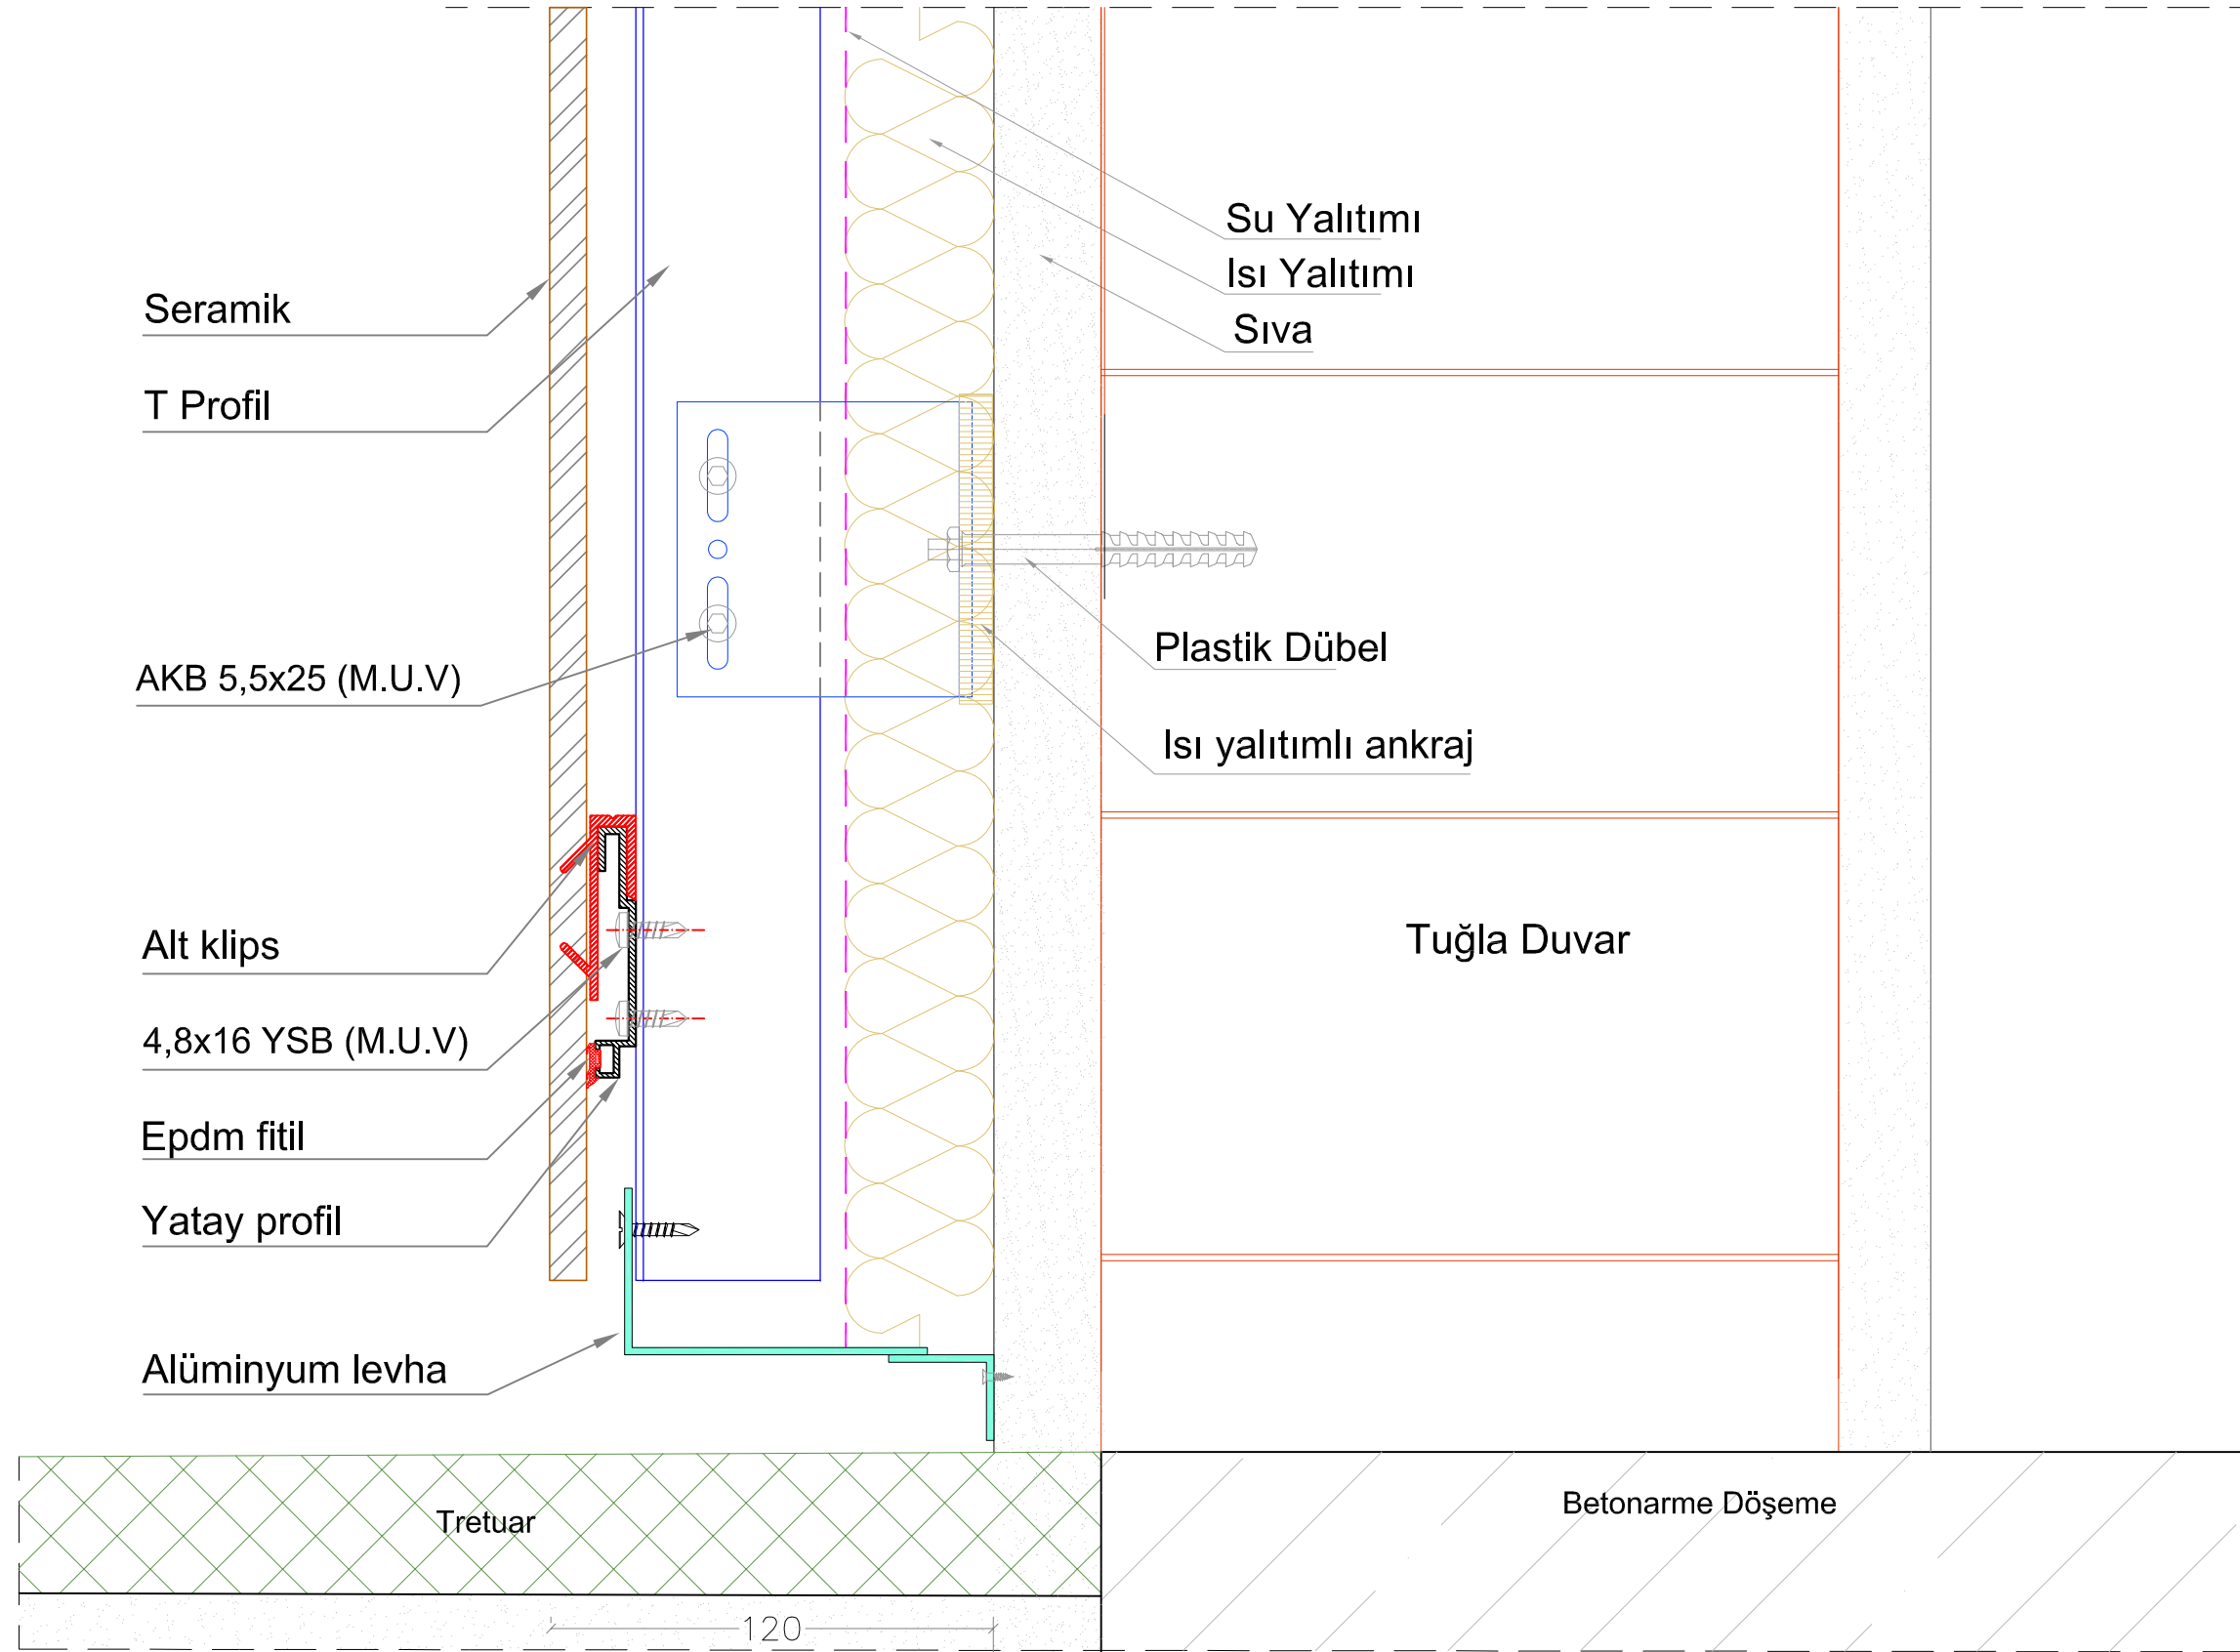 Su Yalıtımı
Isı Yalıtımı
Seramik
Sıva
T Profil
Plastik Dübel
AKB 5,5x25 (M.U.V)
Isı yalıtımlı ankraj
Alt klips
Tuğla Duvar
4,8x16 YSB (M.U.V)
Epdm fitil
Yatay profil
Alüminyum levha
Betonarme Döşeme
Tretuar
120